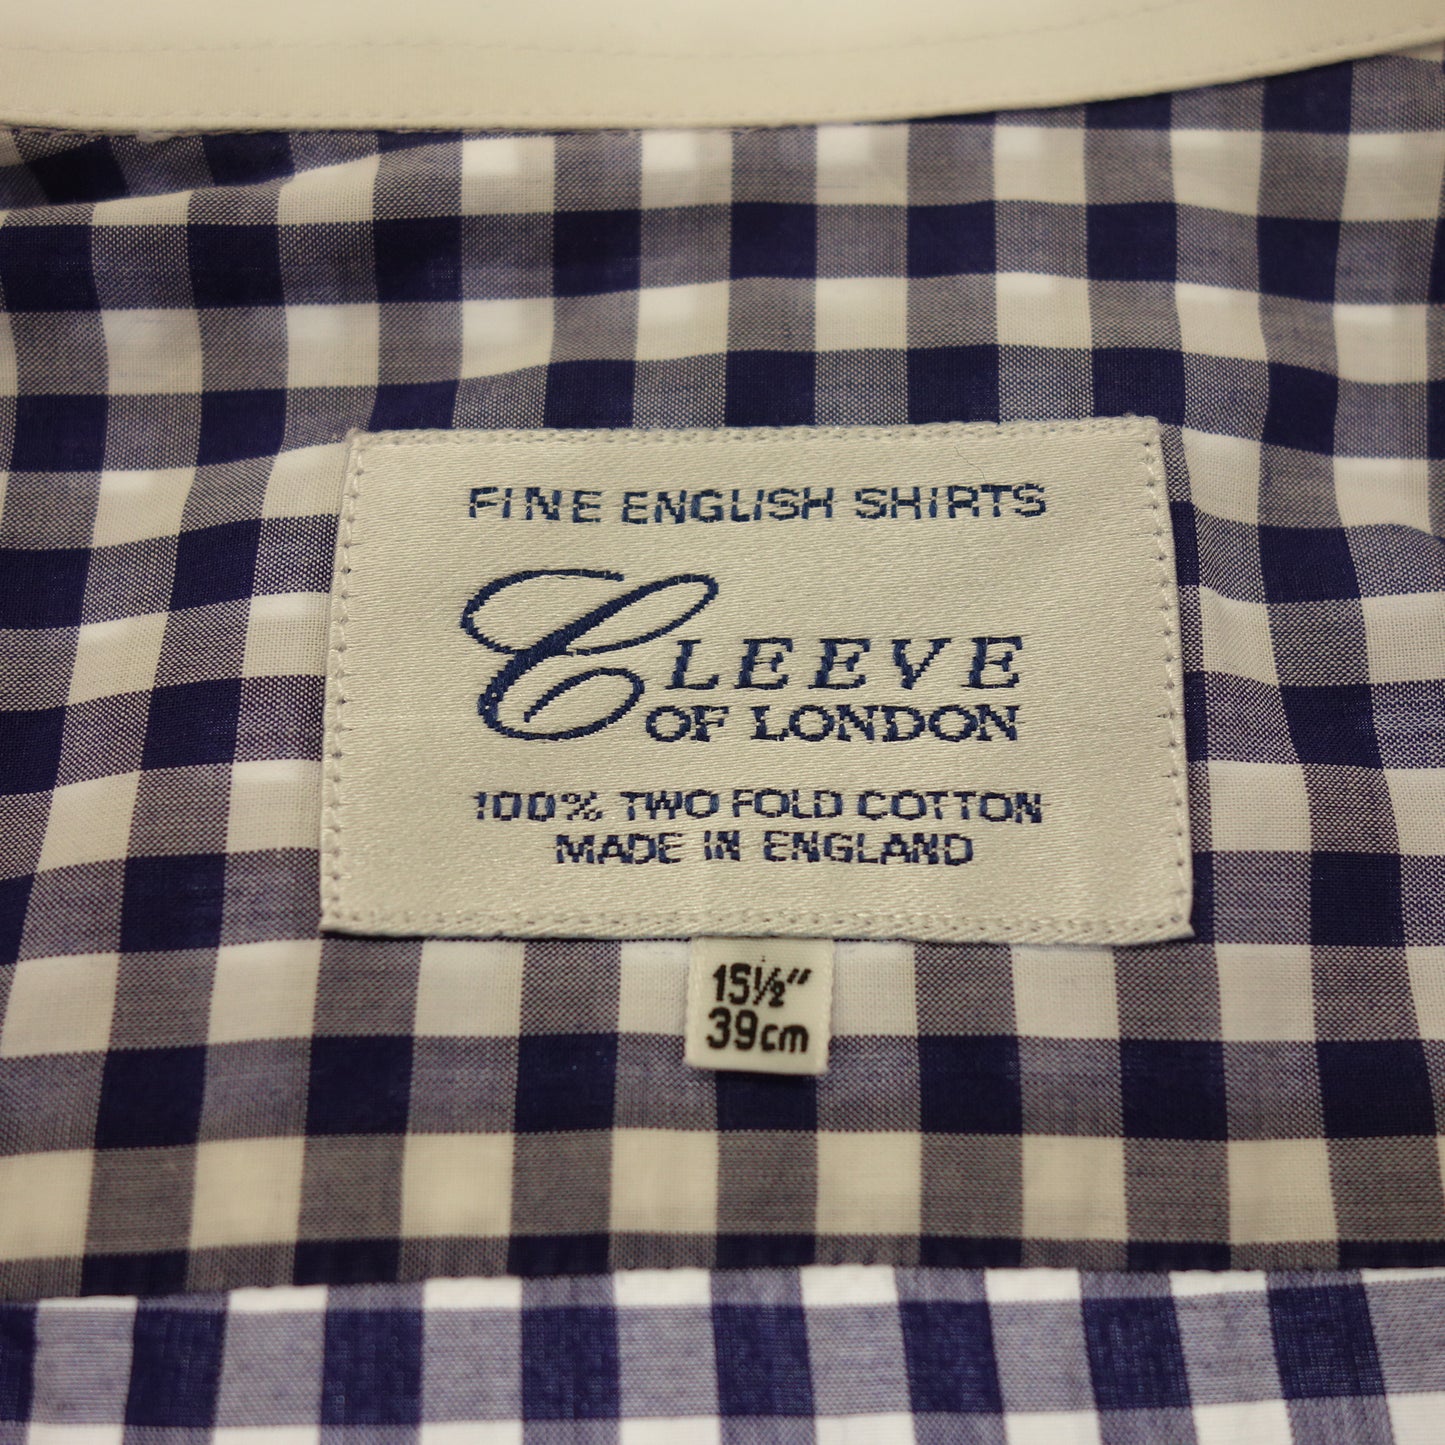 FINE ENGLISH SHIRTS
CLEEVE
OF LONDON
100% TWO FOLD COTTON
MADE IN ENGLAND
15½"
39cm